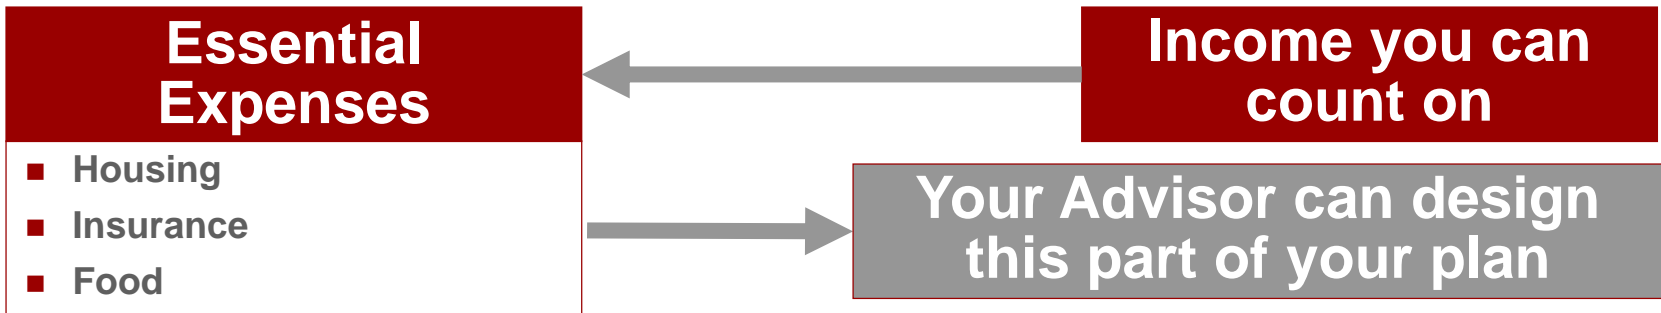 Essential
Expenses
Income you can
count on
Housing
Insurance
Food
Your Advisor can design
this part of your plan